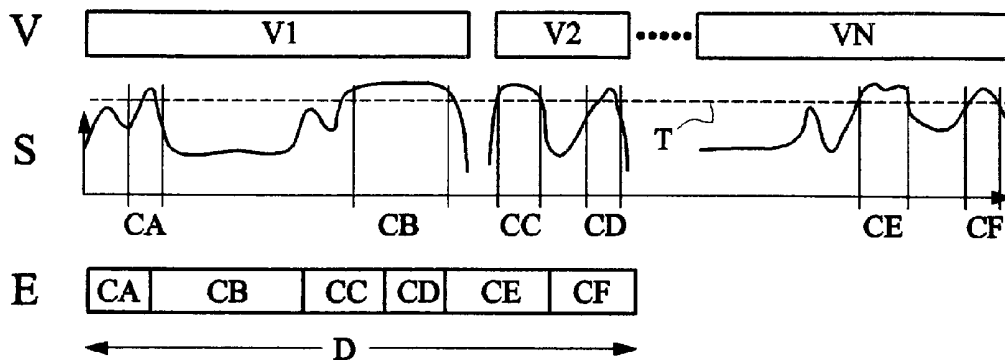 V V1 V2 VN
S T
CA CB CC CD CE CF
E CA CB CC CD CE CF
D